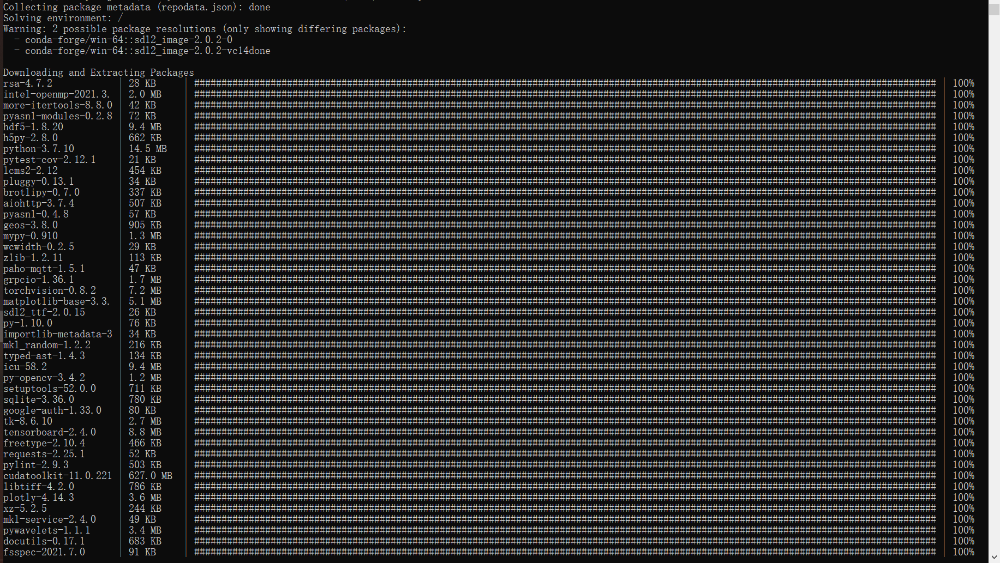 Collecting package metadata (repodata.json): done
Solving environment: /
Warning: 2 possible package resolutions (only showing differing packages):
  - conda-forge/win-64::sdl2_image-2.0.2-0
  - conda-forge/win-64::sdl2_image-2.0.2-vc14done

Downloading and Extracting Packages
rsa-4.7.2 | 28 KB | ################ | 100%
intel-openmp-2021.3. | 2.0 MB | ################ | 100%
more-itertools-8.8.0 | 42 KB | ################ | 100%
pyasn1-modules-0.2.8 | 72 KB | ################ | 100%
hdf5-1.8.20 | 9.4 MB | ################ | 100%
h5py-2.8.0 | 662 KB | ################ | 100%
python-3.7.10 | 14.5 MB | ################ | 100%
pytest-cov-2.12.1 | 21 KB | ################ | 100%
lcms2-2.12 | 454 KB | ################ | 100%
pluggy-0.13.1 | 34 KB | ################ | 100%
brotlipy-0.7.0 | 337 KB | ################ | 100%
aiohttp-3.7.4 | 507 KB | ################ | 100%
pyasn1-0.4.8 | 57 KB | ################ | 100%
geos-3.8.0 | 905 KB | ################ | 100%
mypy-0.910 | 1.3 MB | ################ | 100%
wcwidth-0.2.5 | 29 KB | ################ | 100%
zlib-1.2.11 | 113 KB | ################ | 100%
paho-mqtt-1.5.1 | 47 KB | ################ | 100%
grpcio-1.36.1 | 1.7 MB | ################ | 100%
torchvision-0.8.2 | 7.2 MB | ################ | 100%
matplotlib-base-3.3. | 5.1 MB | ################ | 100%
sdl2_ttf-2.0.15 | 26 KB | ################ | 100%
py-1.10.0 | 76 KB | ################ | 100%
importlib-metadata-3 | 34 KB | ################ | 100%
mkl_random-1.2.2 | 216 KB | ################ | 100%
typed-ast-1.4.3 | 134 KB | ################ | 100%
icu-58.2 | 9.4 MB | ################ | 100%
py-opencv-3.4.2 | 1.2 MB | ################ | 100%
setuptools-52.0.0 | 711 KB | ################ | 100%
sqlite-3.36.0 | 780 KB | ################ | 100%
google-auth-1.33.0 | 80 KB | ################ | 100%
tk-8.6.10 | 2.7 MB | ################ | 100%
tensorboard-2.4.0 | 8.8 MB | ################ | 100%
freetype-2.10.4 | 466 KB | ################ | 100%
requests-2.25.1 | 52 KB | ################ | 100%
pylint-2.9.3 | 503 KB | ################ | 100%
cudatoolkit-11.0.221 | 627.0 MB | ################ | 100%
libtiff-4.2.0 | 786 KB | ################ | 100%
plotly-4.14.3 | 3.6 MB | ################ | 100%
xz-5.2.5 | 244 KB | ################ | 100%
mkl-service-2.4.0 | 49 KB | ################ | 100%
pywavelets-1.1.1 | 3.4 MB | ################ | 100%
docutils-0.17.1 | 683 KB | ################ | 100%
fsspec-2021.7.0 | 91 KB | ################ | 100%